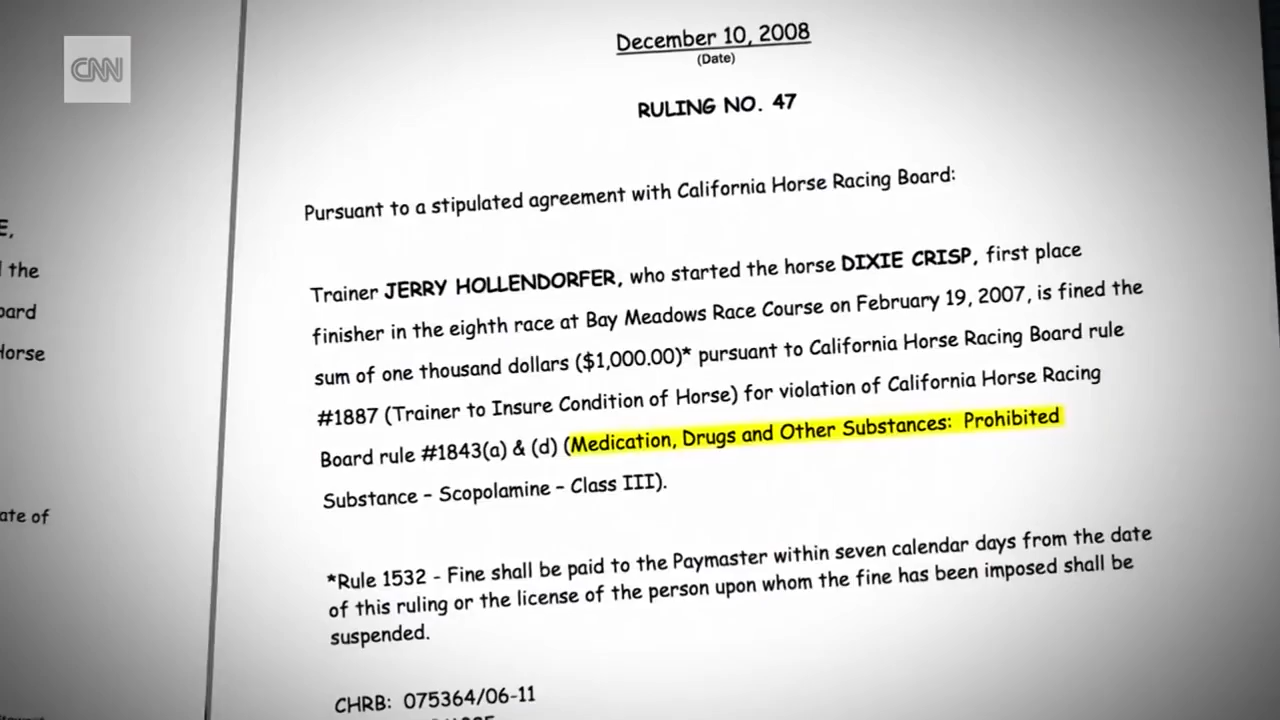 CNN
December 10, 2008
(Date)
RULING NO. 47
Pursuant to a stipulated agreement with California Horse Racing Board:
Trainer JERRY HOLLENDORFER, who started the horse DIXIE CRISP, first place
finisher in the eighth race at Bay Meadows Race Course on February 19, 2007, is fined the
sum of one thousand dollars ($1,000.00)* pursuant to California Horse Racing Board rule
#1887 (Trainer to Insure Condition of Horse) for violation of California Horse Racing
Board rule #1843(a) & (d) (Medication, Drugs and Other Substances: Prohibited
Substance – Scopolamine – Class III).
*Rule 1532 - Fine shall be paid to the Paymaster within seven calendar days from the date
of this ruling or the license of the person upon whom the fine has been imposed shall be
suspended.
CHRB: 075364/06-11
E,
the
Horse
of